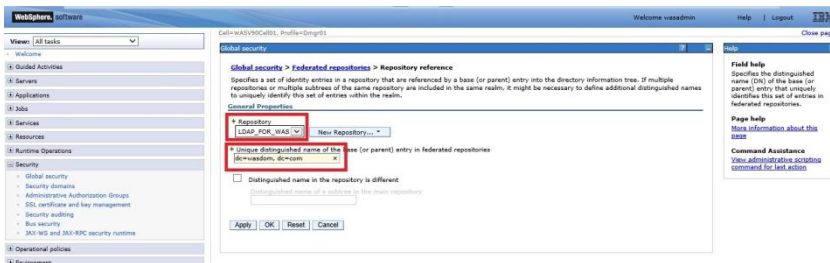 WebSphere. software
Welcome wasadmin
Help | Logout
IBM
Cell=WASV90Cell01, Profile=Dmgr01
Close page
View: All tasks
Welcome
Guided Activities
Servers
Applications
Jobs
Services
Resources
Runtime Operations
Security
Global security
Security domains
Administrative Authorization Groups
SSL certificate and key management
Security auditing
Bus security
JAX-WS and JAX-RPC security runtime
Operational policies
Environment
Global security
Global security > Federated repositories > Repository reference
Specifies a set of identity entries in a repository that are referenced by a base (or parent) entry into the directory information tree. If multiple
repositories or multiple subtrees of the same repository are included in the same realm, it might be necessary to define additional distinguished names
to uniquely identify this set of entries within the realm.
General Properties
* Repository
LDAP_FOR_WAS
New Repository...
* Unique distinguished name of the base (or parent) entry in federated repositories
dc=wasdom, dc=com
×
Distinguished name in the repository is different
Distinguished name of a subtree in the main repository
Apply OK Reset Cancel
Help
Field help
Specifies the distinguished
name (DN) of the base (or
parent) entry that uniquely
identifies this set of entries in
federated repositories.
Page help
More information about this
page
Command Assistance
View administrative scripting
command for last action